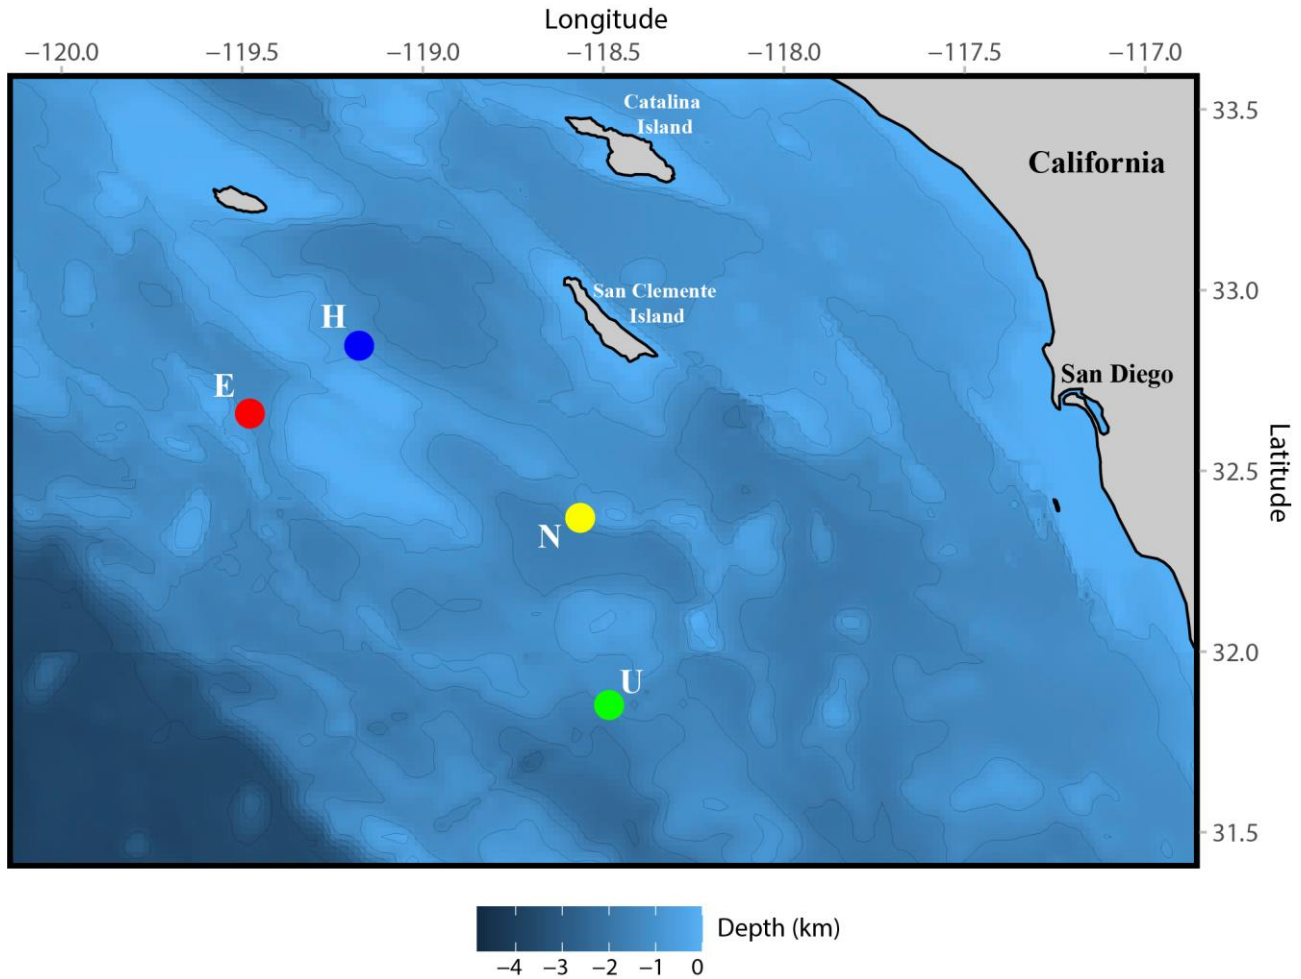 Longitude
−120.0 −119.5 −119.0 −118.5 −118.0 −117.5 −117.0
Catalina
Island
33.5
California
San Clemente
Island
33.0
H
San Diego
E
Latitude
32.5
N
32.0
U
31.5
Depth (km)
−4 −3 −2 −1 0